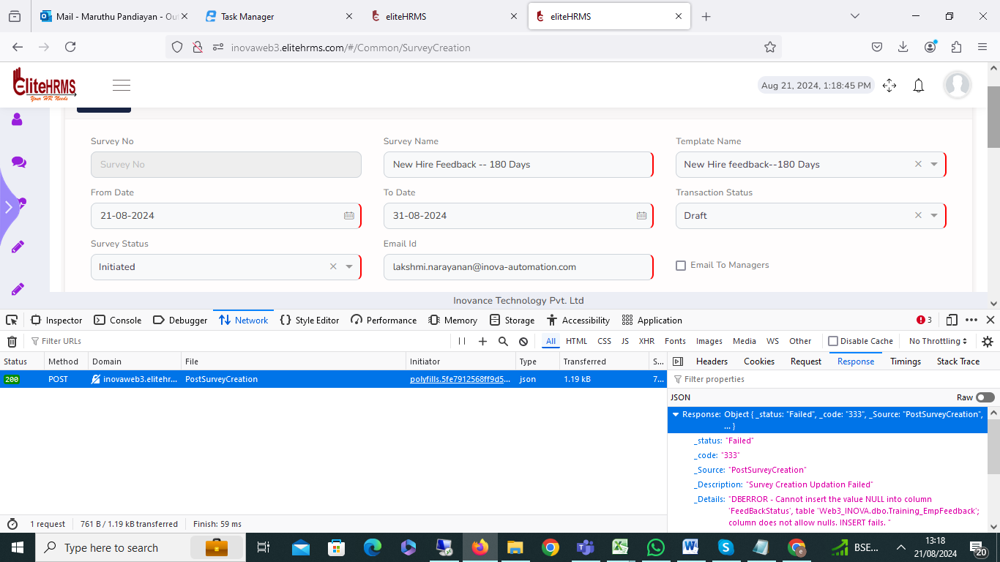 Mail - Maruthu Pandiayan - Ou
Task Manager
eliteHRMS
eliteHRMS
inovaweb3.elitehrms.com/#/Common/SurveyCreation
EliteHRMS
Your HR Needs
Aug 21, 2024, 1:18:45 PM
Survey No
Survey Name
Template Name
Survey No
New Hire Feedback -- 180 Days
New Hire feedback--180 Days
From Date
To Date
Transaction Status
21-08-2024
31-08-2024
Draft
Survey Status
Email Id
Initiated
lakshmi.narayanan@inova-automation.com
Email To Managers
Inovance Technology Pvt. Ltd
Inspector Console Debugger Network Style Editor Performance Memory Storage Accessibility Application 3
Filter URLs
All HTML CSS JS XHR Fonts Images Media WS Other Disable Cache No Throttling
Status Method Domain File Initiator Type Transferred S...
200 POST inovaweb3.elitehr... PostSurveyCreation polyfills.5fe7912568ff9d5... json 1.19 kB 7...
Headers Cookies Request Response Timings Stack Trace
Filter properties
JSON Raw
Response: Object { _status: "Failed", _code: "333", _Source: "PostSurveyCreation",
... }
_status: "Failed"
_code: "333"
_Source: "PostSurveyCreation"
_Description: "Survey Creation Updation Failed"
_Details: "DBERROR - Cannot insert the value NULL into column
'FeedBackStatus', table 'Web3_INOVA.dbo.Training_EmpFeedback';
column does not allow nulls. INSERT fails. "
1 request 761 B / 1.19 kB transferred Finish: 59 ms
Type here to search
BSE...
13:18
21/08/2024
20